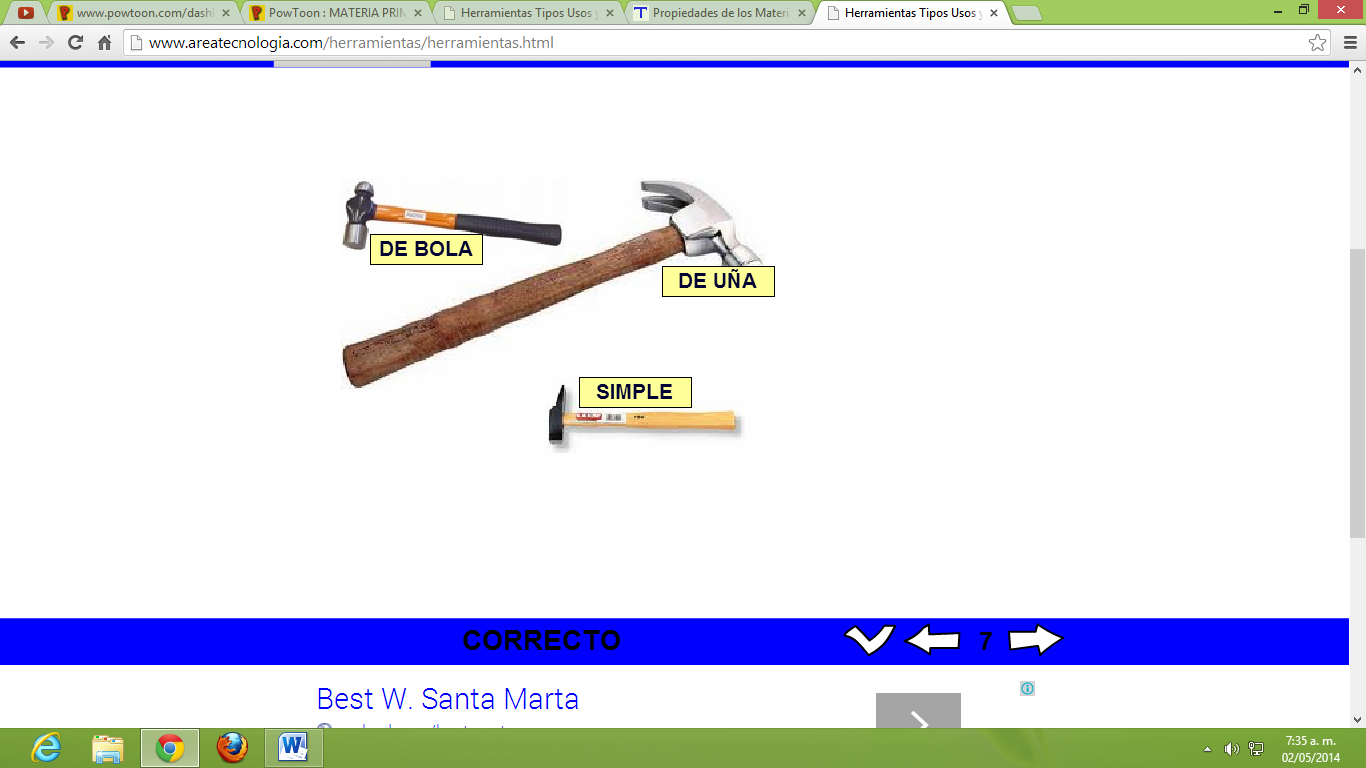 www.powtoon.com/dashl
PowToon : MATERIA PRIM
Herramientas Tipos Usos y
Propiedades de los Materi
Herramientas Tipos Usos y
www.areatecnologia.com/herramientas/herramientas.html
DE BOLA
DE UÑA
SIMPLE
CORRECTO
7
Best W. Santa Marta
7:35 a. m.
02/05/2014